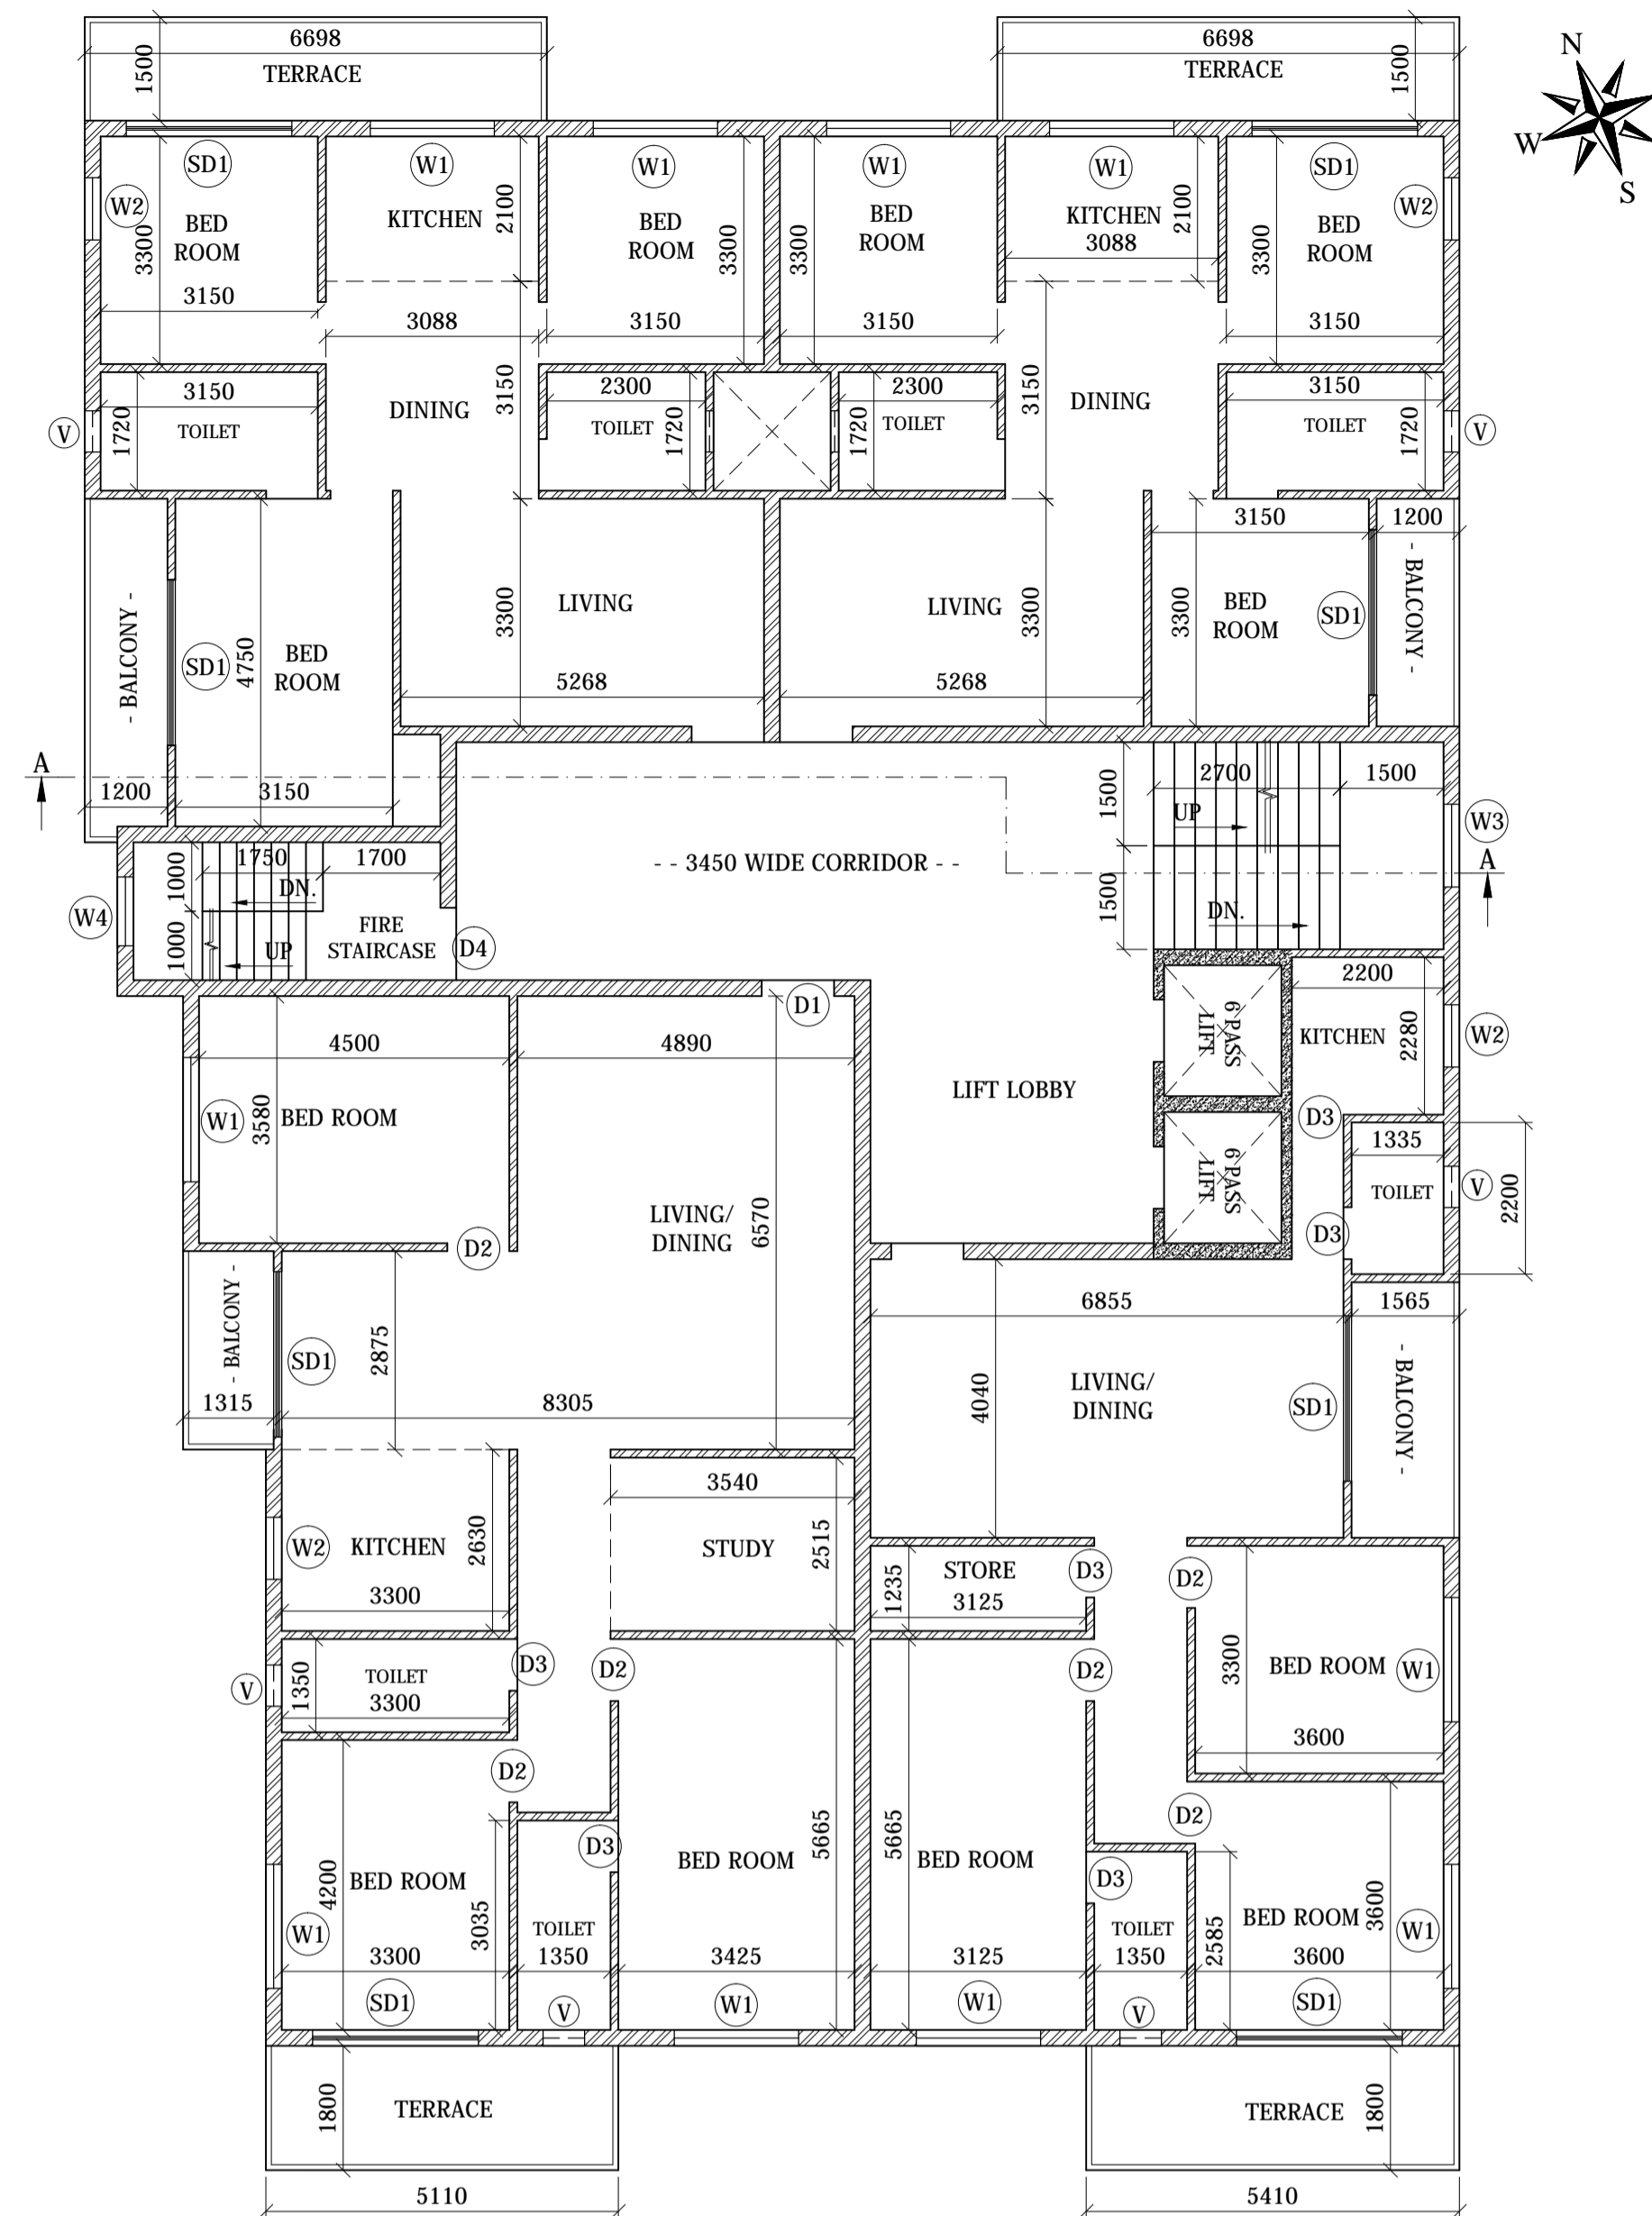 6698
6698
N
W
S
1500
TERRACE
TERRACE
1500
SD1
W1
W1
W1
W1
SD1
W2
W2
BED
ROOM
KITCHEN
2100
BED
ROOM
BED
ROOM
KITCHEN
3088
2100
BED
ROOM
3300
3300
3300
3300
3150
3088
3150
3150
3150
3150
3150
2300
2300
3150
3150
DINING
DINING
V
1720
TOILET
TOILET
1720
1720
TOILET
TOILET
1720
V
3150
1200
- BALCONY -
SD1
4750
BED
ROOM
3300
LIVING
LIVING
3300
3300
BED
ROOM
SD1
- BALCONY -
5268
5268
A
1200
3150
1500
2700
1500
UP
W3
A
1000
1750
1700
DN.
- - 3450 WIDE CORRIDOR - -
1500
DN.
W4
1000
UP
FIRE
STAIRCASE
D4
D1
2200
6 PASS
LIFT
KITCHEN
2280
W2
4500
4890
LIFT LOBBY
W1
3580
BED ROOM
D3
1335
6 PASS
LIFT
TOILET
V
2200
LIVING/
DINING
6570
D2
D3
- BALCONY -
6855
1565
SD1
2875
LIVING/
DINING
4040
SD1
- BALCONY -
1315
8305
3540
W2
KITCHEN
2630
STUDY
2515
STORE
1235
3125
D3
D2
3300
V
1350
TOILET
3300
D3
D2
D2
3300
BED ROOM
W1
3600
D2
D2
D3
5665
5665
BED ROOM
BED ROOM
BED ROOM
4200
D3
W1
3035
TOILET
TOILET
2585
BED ROOM
3600
W1
3300
1350
3425
3125
1350
3600
SD1
V
W1
W1
V
SD1
1800
TERRACE
TERRACE
1800
5110
5410